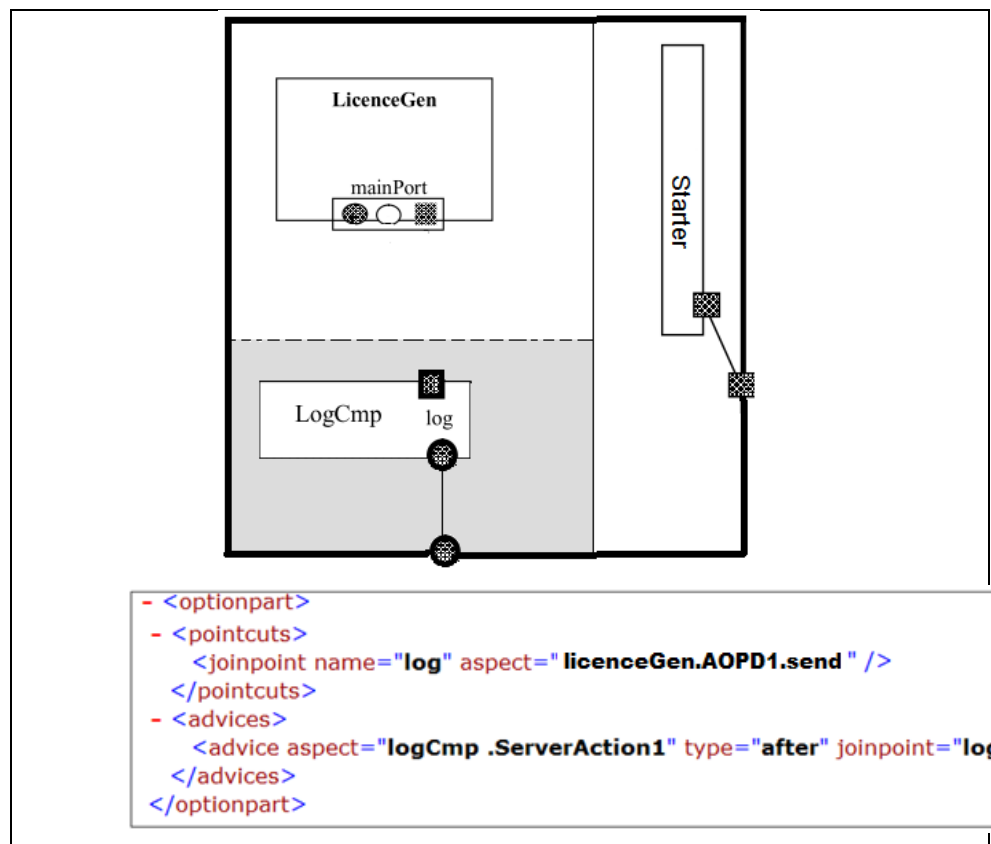 LicenceGen
mainPort
Starter
LogCmp
log
- <optionpart>
- <pointcuts>
<joinpoint name="log" aspect="licenceGen.AOPD1.send " />
</pointcuts>
- <advices>
<advice aspect="logCmp .ServerAction1" type="after" joinpoint="log
</advices>
</optionpart>